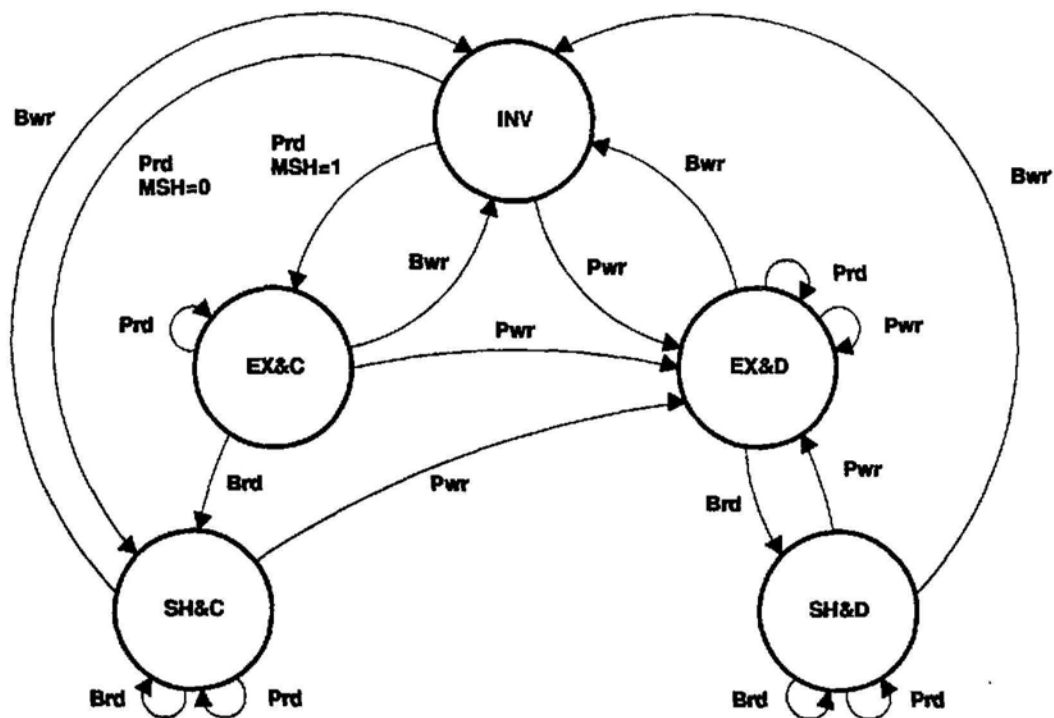 INV
Bwr
Prd
MSH=0
Prd
MSH=1
Bwr
Bwr
Bwr
Pwr
Prd
Prd
Pwr
EX&C
Pwr
EX&D
Brd
Pwr
Brd
Pwr
SH&C
SH&D
Brd
Prd
Brd
Prd